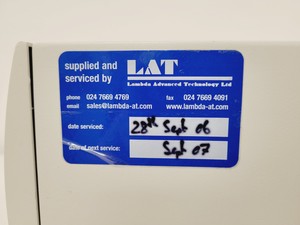 supplied and
serviced by
LAT
Lambda Advanced Technology Ltd
phone 024 7669 4769 fax 024 7669 4091
email sales@lambda-at.com www.lambda-at.com
date serviced: 28th Sept 06
date of next service: Sept 07